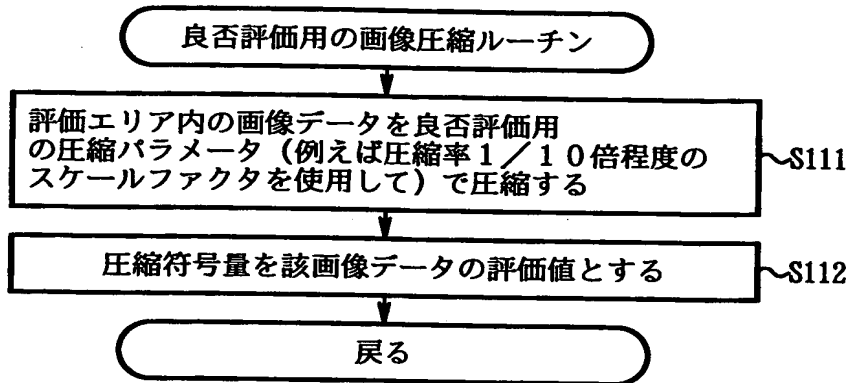 良否評価用の画像圧縮ルーチン
評価エリア内の画像データを良否評価用
の圧縮パラメータ（例えば圧縮率１／１０倍程度の
スケールファクタを使用して）で圧縮する
S111
圧縮符号量を該画像データの評価値とする
S112
戻る